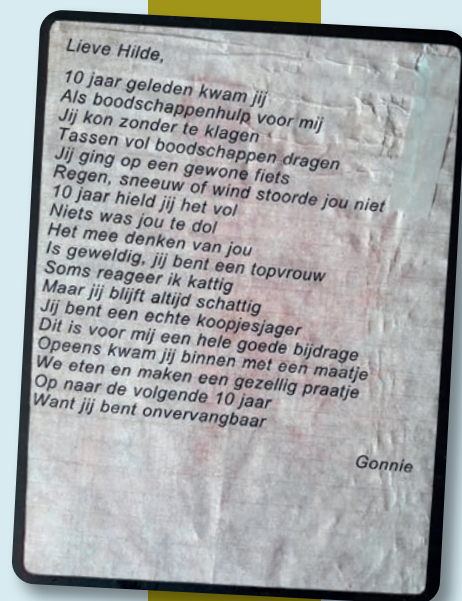 Lieve Hilde,
10 jaar geleden kwam jij
Als boodschappenhulp voor mij
Jij kon zonder te klagen
Tassen vol boodschappen dragen
Jij ging op een gewone fiets
Regen, sneeuw of wind stoorde jou niet
10 jaar hield jij het vol
Niets was jou te dol
Het mee denken van jou
Is geweldig, jij bent een topvrouw
Soms reageer ik kattig
Maar jij blijft altijd schattig
Jij bent een echte koopjesjager
Dit is voor mij een hele goede bijdrage
Opeens kwam jij binnen met een maatje
We eten en maken een gezellig praatje
Op naar de volgende 10 jaar
Want jij bent onvervangbaar
Gonnie